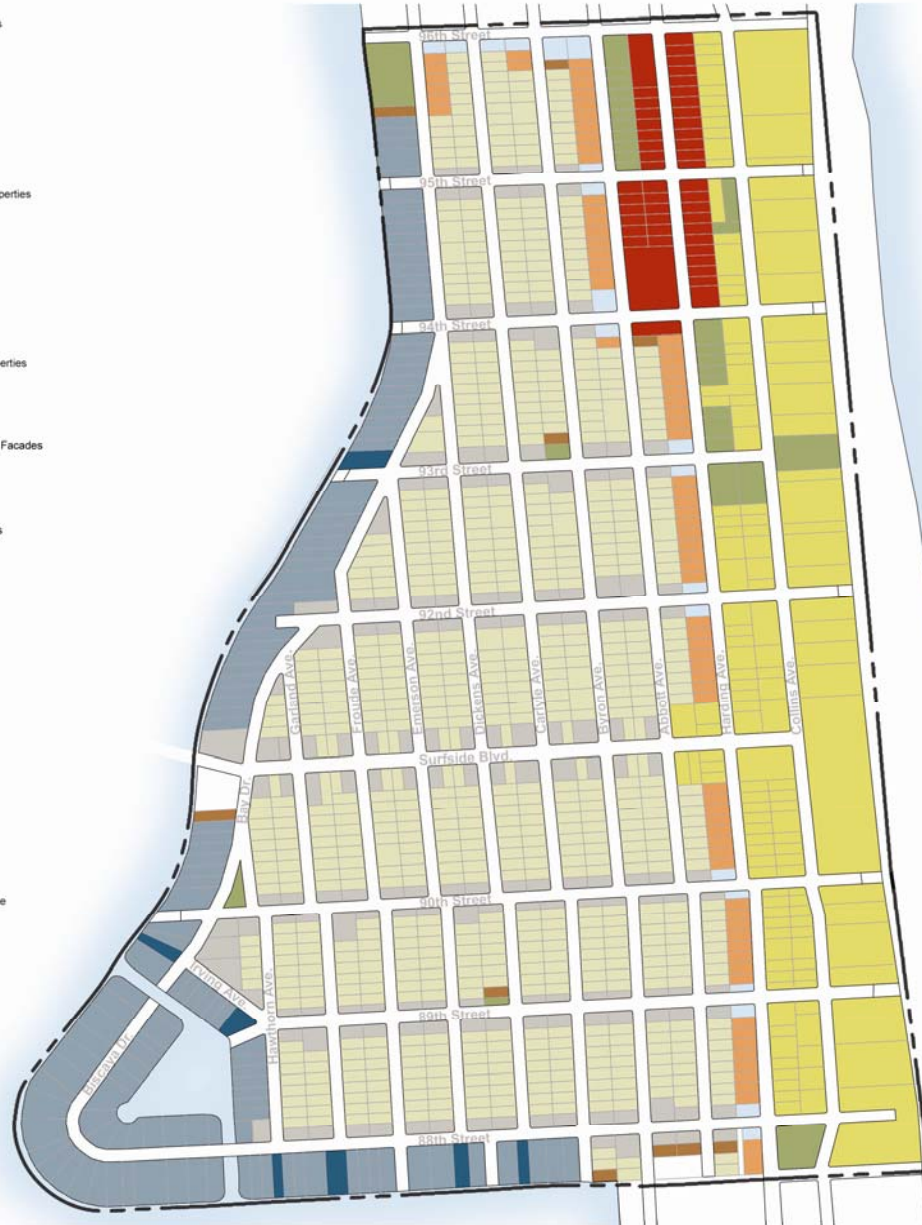 96th Street
95th Street
perties
94th Street
erties
Facades
93rd Street
92nd Street
Garland Ave.
Froude Ave.
Emerson Ave.
Dickens Ave.
Carlyle Ave.
Byron Ave.
Abbott Ave.
Harding Ave.
Collins Ave.
Surfside Blvd.
Bay Dr.
90th Street
Irving Ave
Hawthorn Ave.
89th Street
Biscaya Dr.
88th Street